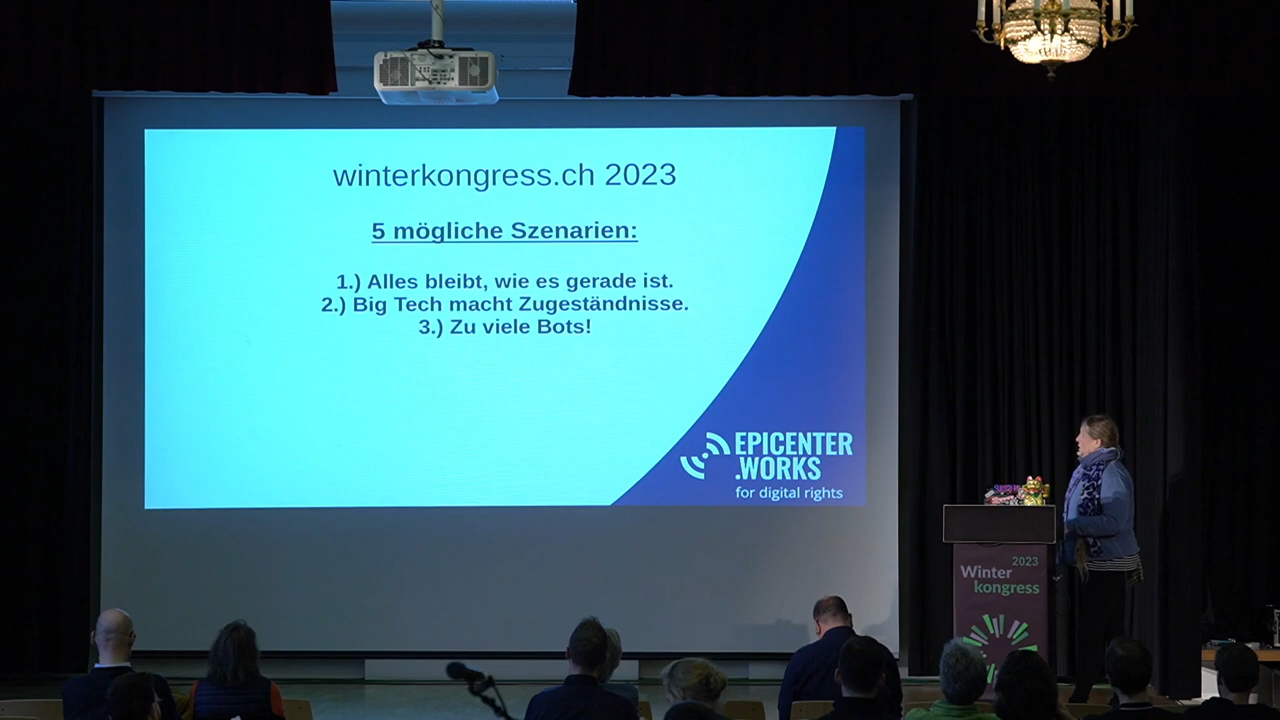 winterkongress.ch 2023
5 mögliche Szenarien:
1.) Alles bleibt, wie es gerade ist.
2.) Big Tech macht Zugeständnisse.
3.) Zu viele Bots!
EPICENTER
.WORKS
for digital rights
2023
Winter
kongress